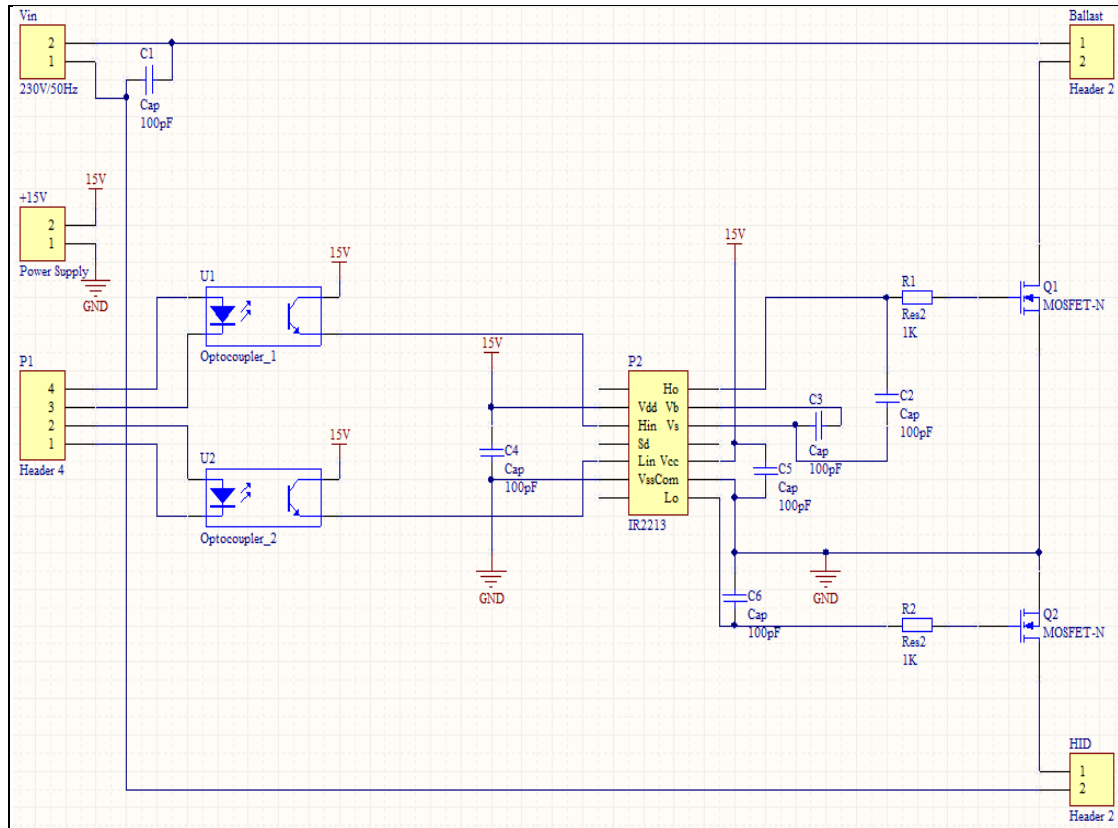 Vin
2
1
230V/50Hz
C1
Cap
100pF
Ballast
1
2
Header 2
+15V
2
1
Power Supply
15V
GND
P1
4
3
2
1
Header 4
U1
Optocoupler_1
15V
U2
Optocoupler_2
15V
15V
C4
Cap
100pF
GND
P2
Ho
Vdd Vb
Hin Vs
Sd
Lin Vcc
VssCom
Lo
IR2213
15V
C3
Cap
100pF
C2
Cap
100pF
C5
Cap
100pF
C6
Cap
100pF
GND
R1
Res2
1K
Q1
MOSFET-N
R2
Res2
1K
Q2
MOSFET-N
HID
1
2
Header 2